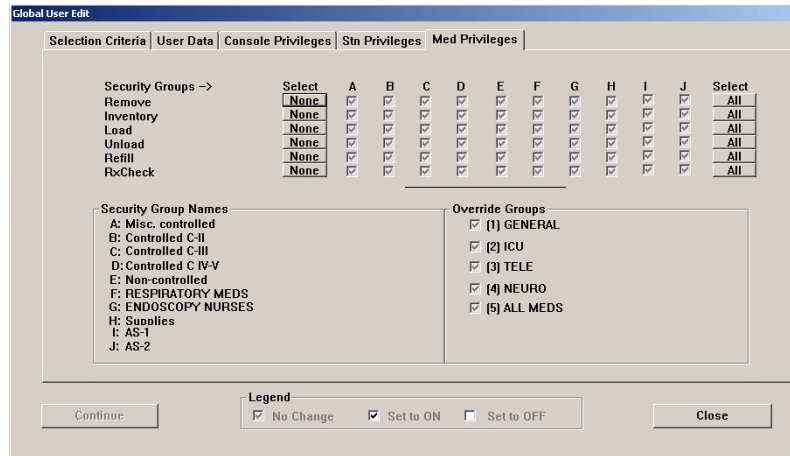 Global User Edit
Selection Criteria User Data Console Privileges Stn Privileges Med Privileges
Security Groups -> Select A B C D E F G H I J Select
Remove None All
Inventory None All
Load None All
Unload None All
Refill None All
RxCheck None All
Security Group Names
A: Misc. controlled
B: Controlled C-II
C: Controlled C-III
D: Controlled C IV-V
E: Non-controlled
F: RESPIRATORY MEDS
G: ENDOSCOPY NURSES
H: Supplies
I: AS-1
J: AS-2
Override Groups
(1) GENERAL
(2) ICU
(3) TELE
(4) NEURO
(5) ALL MEDS
Continue
Legend
No Change Set to ON Set to OFF
Close